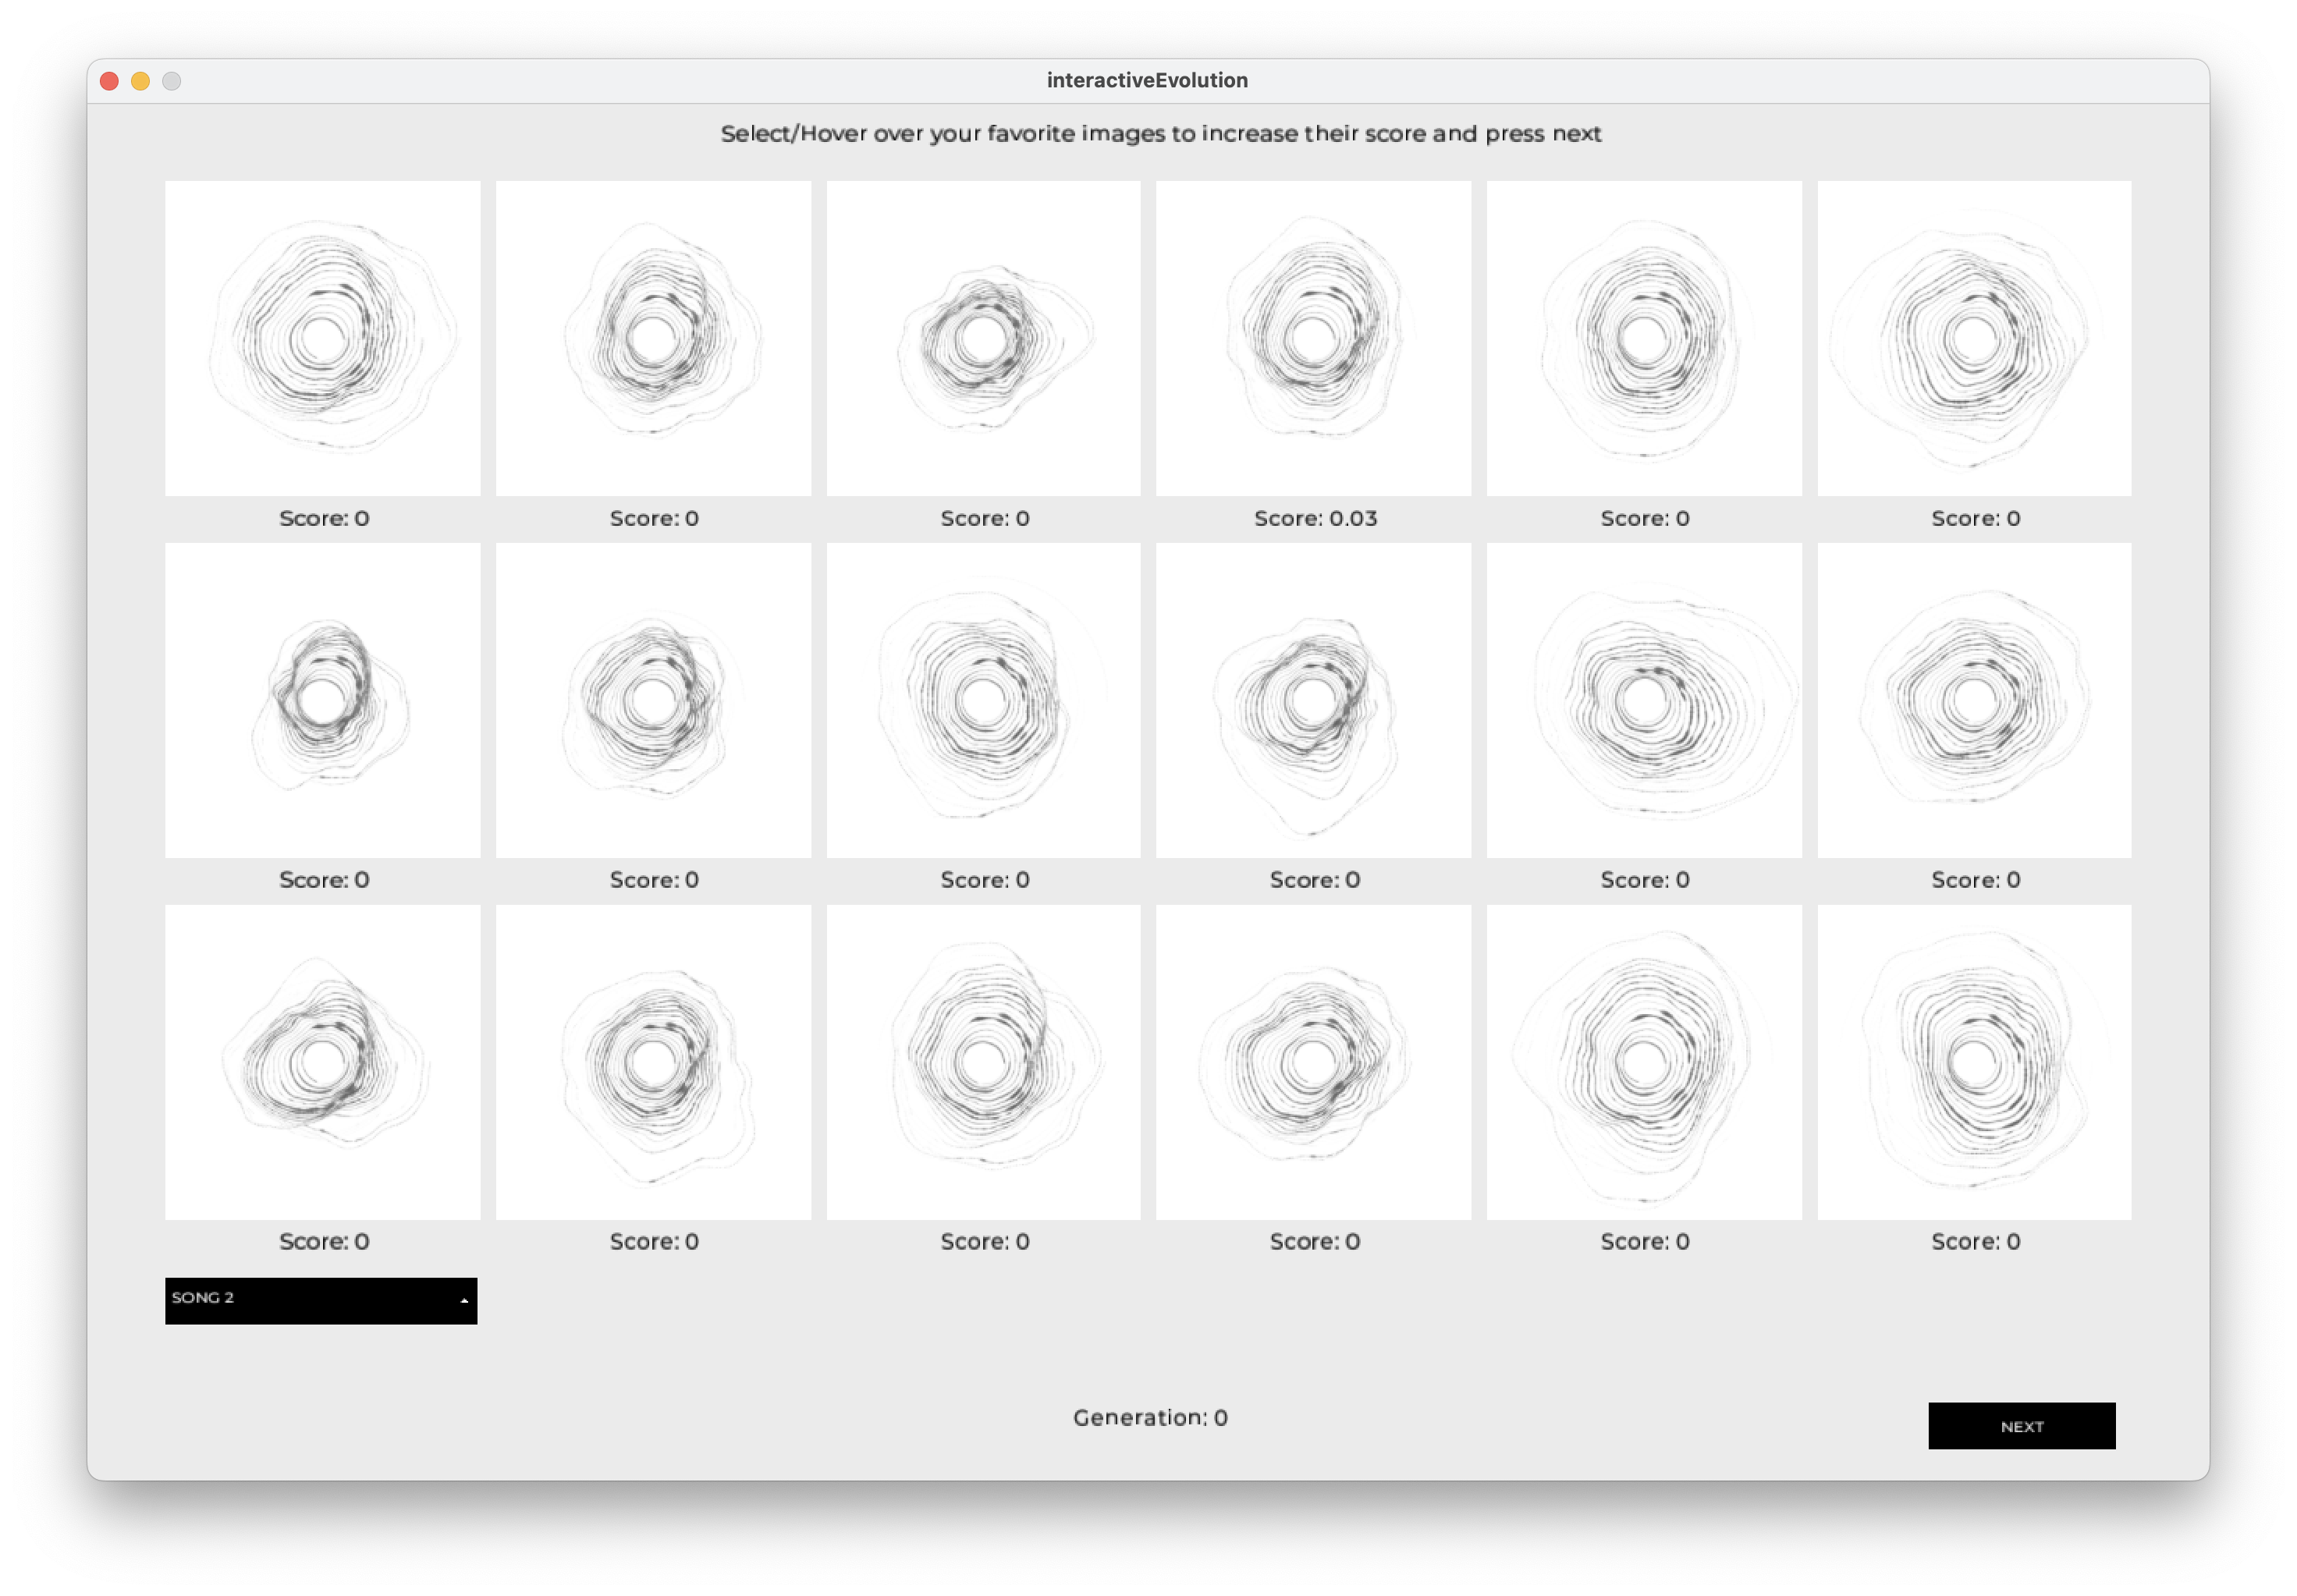 interactiveEvolution
Select/Hover over your favorite images to increase their score and press next
Score: 0 Score: 0 Score: 0 Score: 0.03 Score: 0 Score: 0
Score: 0 Score: 0 Score: 0 Score: 0 Score: 0 Score: 0
Score: 0 Score: 0 Score: 0 Score: 0 Score: 0 Score: 0
SONG 2
Generation: 0
NEXT